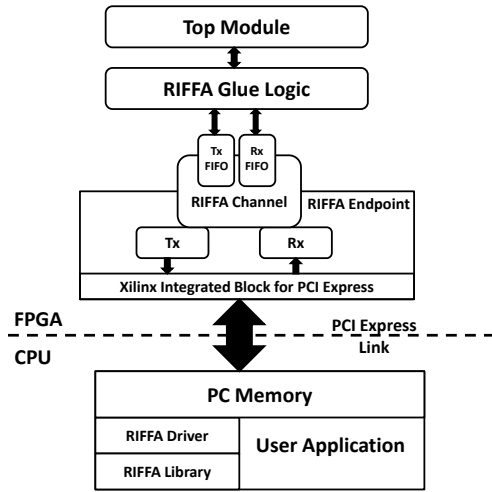 Top Module
RIFFA Glue Logic
Tx
FIFO
Rx
FIFO
RIFFA Channel
RIFFA Endpoint
Tx
Rx
Xilinx Integrated Block for PCI Express
FPGA
PCI Express
Link
CPU
PC Memory
RIFFA Driver
User Application
RIFFA Library